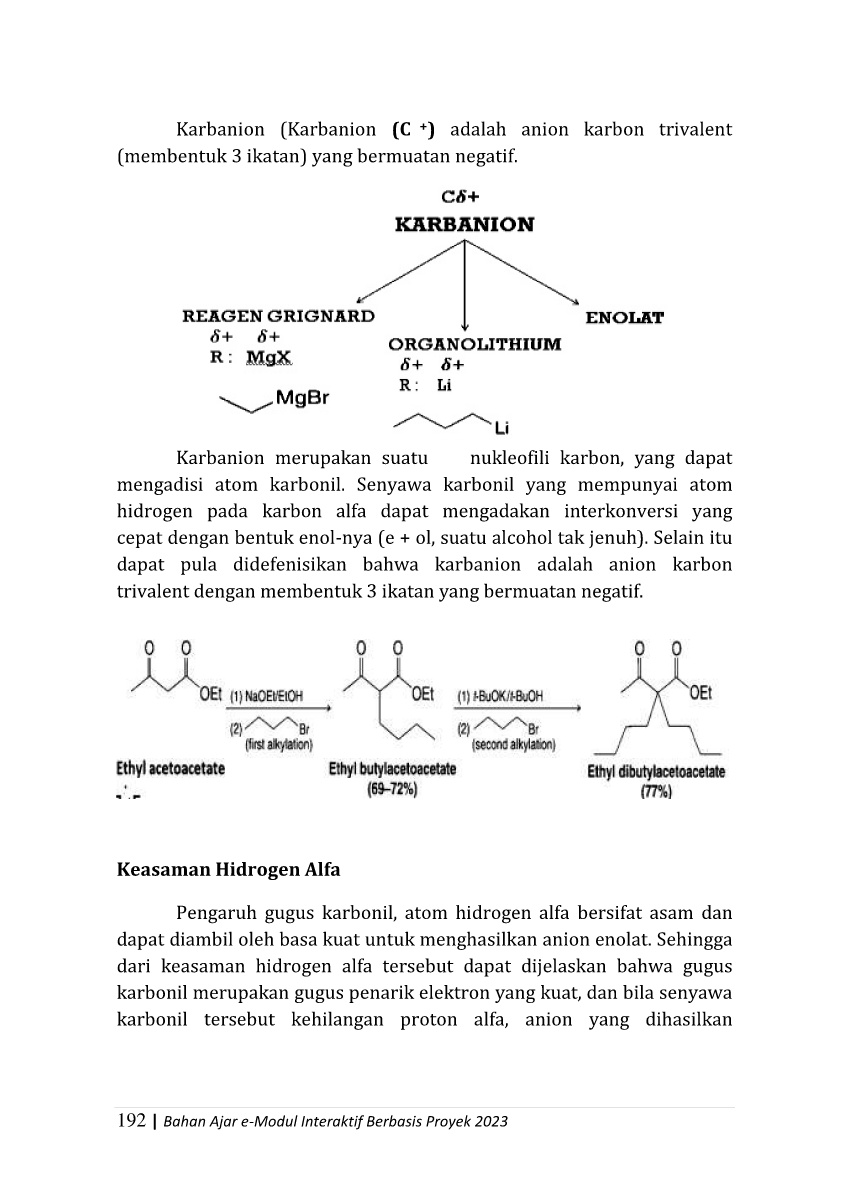 Karbanion (Karbanion (C ⁺) adalah anion karbon trivalent
(membentuk 3 ikatan) yang bermuatan negatif.
Cδ+
KARBANION
REAGEN GRIGNARD
δ+ δ+
R : MgX
MgBr
ORGANOLITHIUM
δ+ δ+
R : Li
Li
ENOLAT
Karbanion merupakan suatu nukleofili karbon, yang dapat
mengadisi atom karbonil. Senyawa karbonil yang mempunyai atom
hidrogen pada karbon alfa dapat mengadakan interkonversi yang
cepat dengan bentuk enol-nya (e + ol, suatu alcohol tak jenuh). Selain itu
dapat pula didefenisikan bahwa karbanion adalah anion karbon
trivalent dengan membentuk 3 ikatan yang bermuatan negatif.
O O
OEt
Ethyl acetoacetate
(1) NaOEt/EtOH
(2) Br
(first alkylation)
O O
OEt
Ethyl butylacetoacetate
(69–72%)
(1) t-BuOK/t-BuOH
(2) Br
(second alkylation)
O O
OEt
Ethyl dibutylacetoacetate
(77%)
Keasaman Hidrogen Alfa
Pengaruh gugus karbonil, atom hidrogen alfa bersifat asam dan
dapat diambil oleh basa kuat untuk menghasilkan anion enolat. Sehingga
dari keasaman hidrogen alfa tersebut dapat dijelaskan bahwa gugus
karbonil merupakan gugus penarik elektron yang kuat, dan bila senyawa
karbonil tersebut kehilangan proton alfa, anion yang dihasilkan
192 | Bahan Ajar e-Modul Interaktif Berbasis Proyek 2023